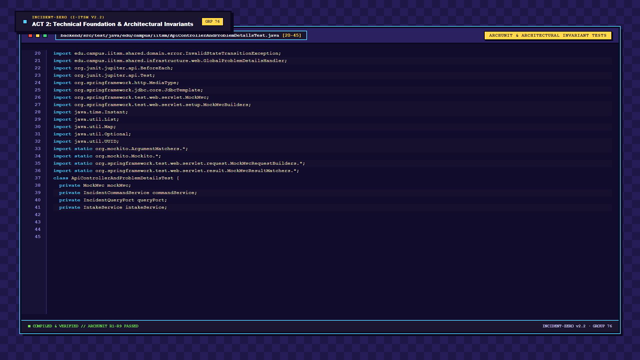 INCIDENT-ZERO (I-ITEM V2.2)
ACT 2: Technical Foundation & Architectural Invariants
GRP 76
backend/src/test/java/edu/campus/iitem/ApiControllerAndProblemDetailsTest.java [20-45]
ARCHUNIT & ARCHITECTURAL INVARIANT TESTS
20 import edu.campus.iitem.shared.domain.error.InvalidStateTransitionException;
21 import edu.campus.iitem.shared.infrastructure.web.GlobalProblemDetailsHandler;
22 import org.junit.jupiter.api.BeforeEach;
23 import org.junit.jupiter.api.Test;
24 import org.springframework.http.MediaType;
25 import org.springframework.jdbc.core.JdbcTemplate;
26 import org.springframework.test.web.servlet.MockMvc;
27 import org.springframework.test.web.servlet.setup.MockMvcBuilders;
28 import java.time.Instant;
29 import java.util.List;
30 import java.util.Map;
31 import java.util.Optional;
32 import java.util.UUID;
33 import static org.mockito.ArgumentMatchers.*;
34 import static org.mockito.Mockito.*;
35 import static org.springframework.test.web.servlet.request.MockMvcRequestBuilders.*;
36 import static org.springframework.test.web.servlet.result.MockMvcResultMatchers.*;
37 class ApiControllerAndProblemDetailsTest {
38 private MockMvc mockMvc;
39 private IncidentCommandService commandService;
40 private IncidentQueryPort queryPort;
41 private IntakeService intakeService;
42
43
44
45
COMPILED & VERIFIED // ARCHUNIT R1-R9 PASSED
INCIDENT-ZERO v2.2 · GROUP 76